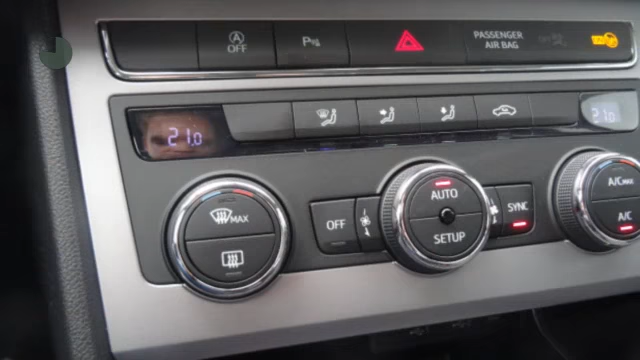 A OFF P PASSENGER AIR BAG
21.0 21.0
MAX OFF AUTO SETUP SYNC A/C MAX A/C